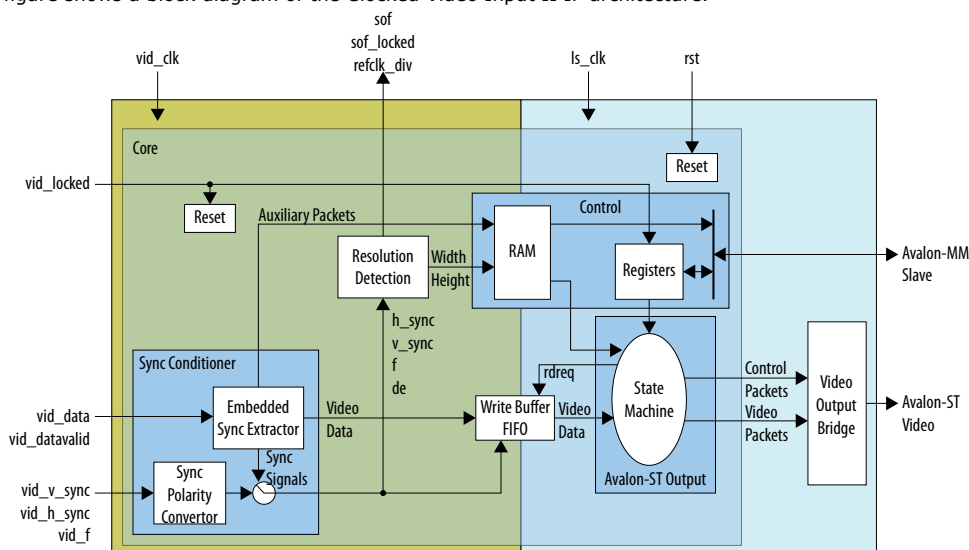 figure shows a block diagram of the Clocked Video Input II IP architecture.
sof
sof_locked
refclk_div
vid_clk
ls_clk
rst
Core
Reset
vid_locked
Reset
Auxiliary Packets
Control
RAM
Registers
Avalon-MM
Slave
Resolution
Detection
Width
Height
h_sync
v_sync
f
de
Sync Conditioner
Embedded
Sync Extractor
vid_data
vid_datavalid
Video
Data
rdreq
Write Buffer
FIFO
Video
Data
State
Machine
Control
Packets
Video
Packets
Video
Output
Bridge
Avalon-ST
Video
Sync
Signals
Sync
Polarity
Convertor
Avalon-ST Output
vid_v_sync
vid_h_sync
vid_f